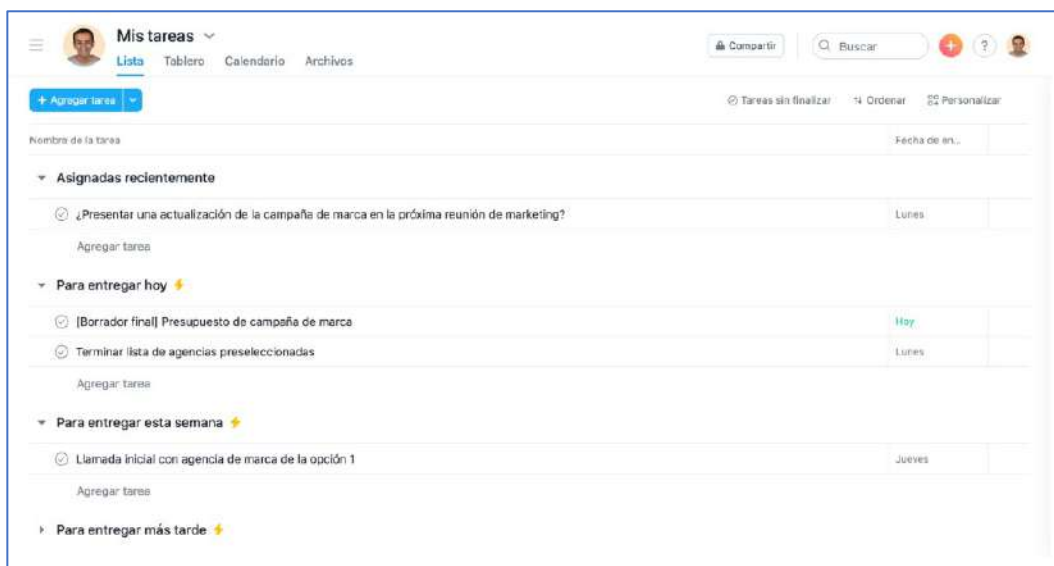 Mis tareas
Compartir
Buscar
?
Lista Tablero Calendario Archivos
+ Agregar tarea
Tareas sin finalizar Ordenar Personalizar
Nombre de la tarea Fecha de en...
Asignadas recientemente
¿Presentar una actualización de la campaña de marca en la próxima reunión de marketing? Lunes
Agregar tarea
Para entregar hoy
[Borrador final] Presupuesto de campaña de marca Hoy
Terminar lista de agencias preseleccionadas Lunes
Agregar tarea
Para entregar esta semana
Llamada inicial con agencia de marca de la opción 1 Jueves
Agregar tarea
Para entregar más tarde